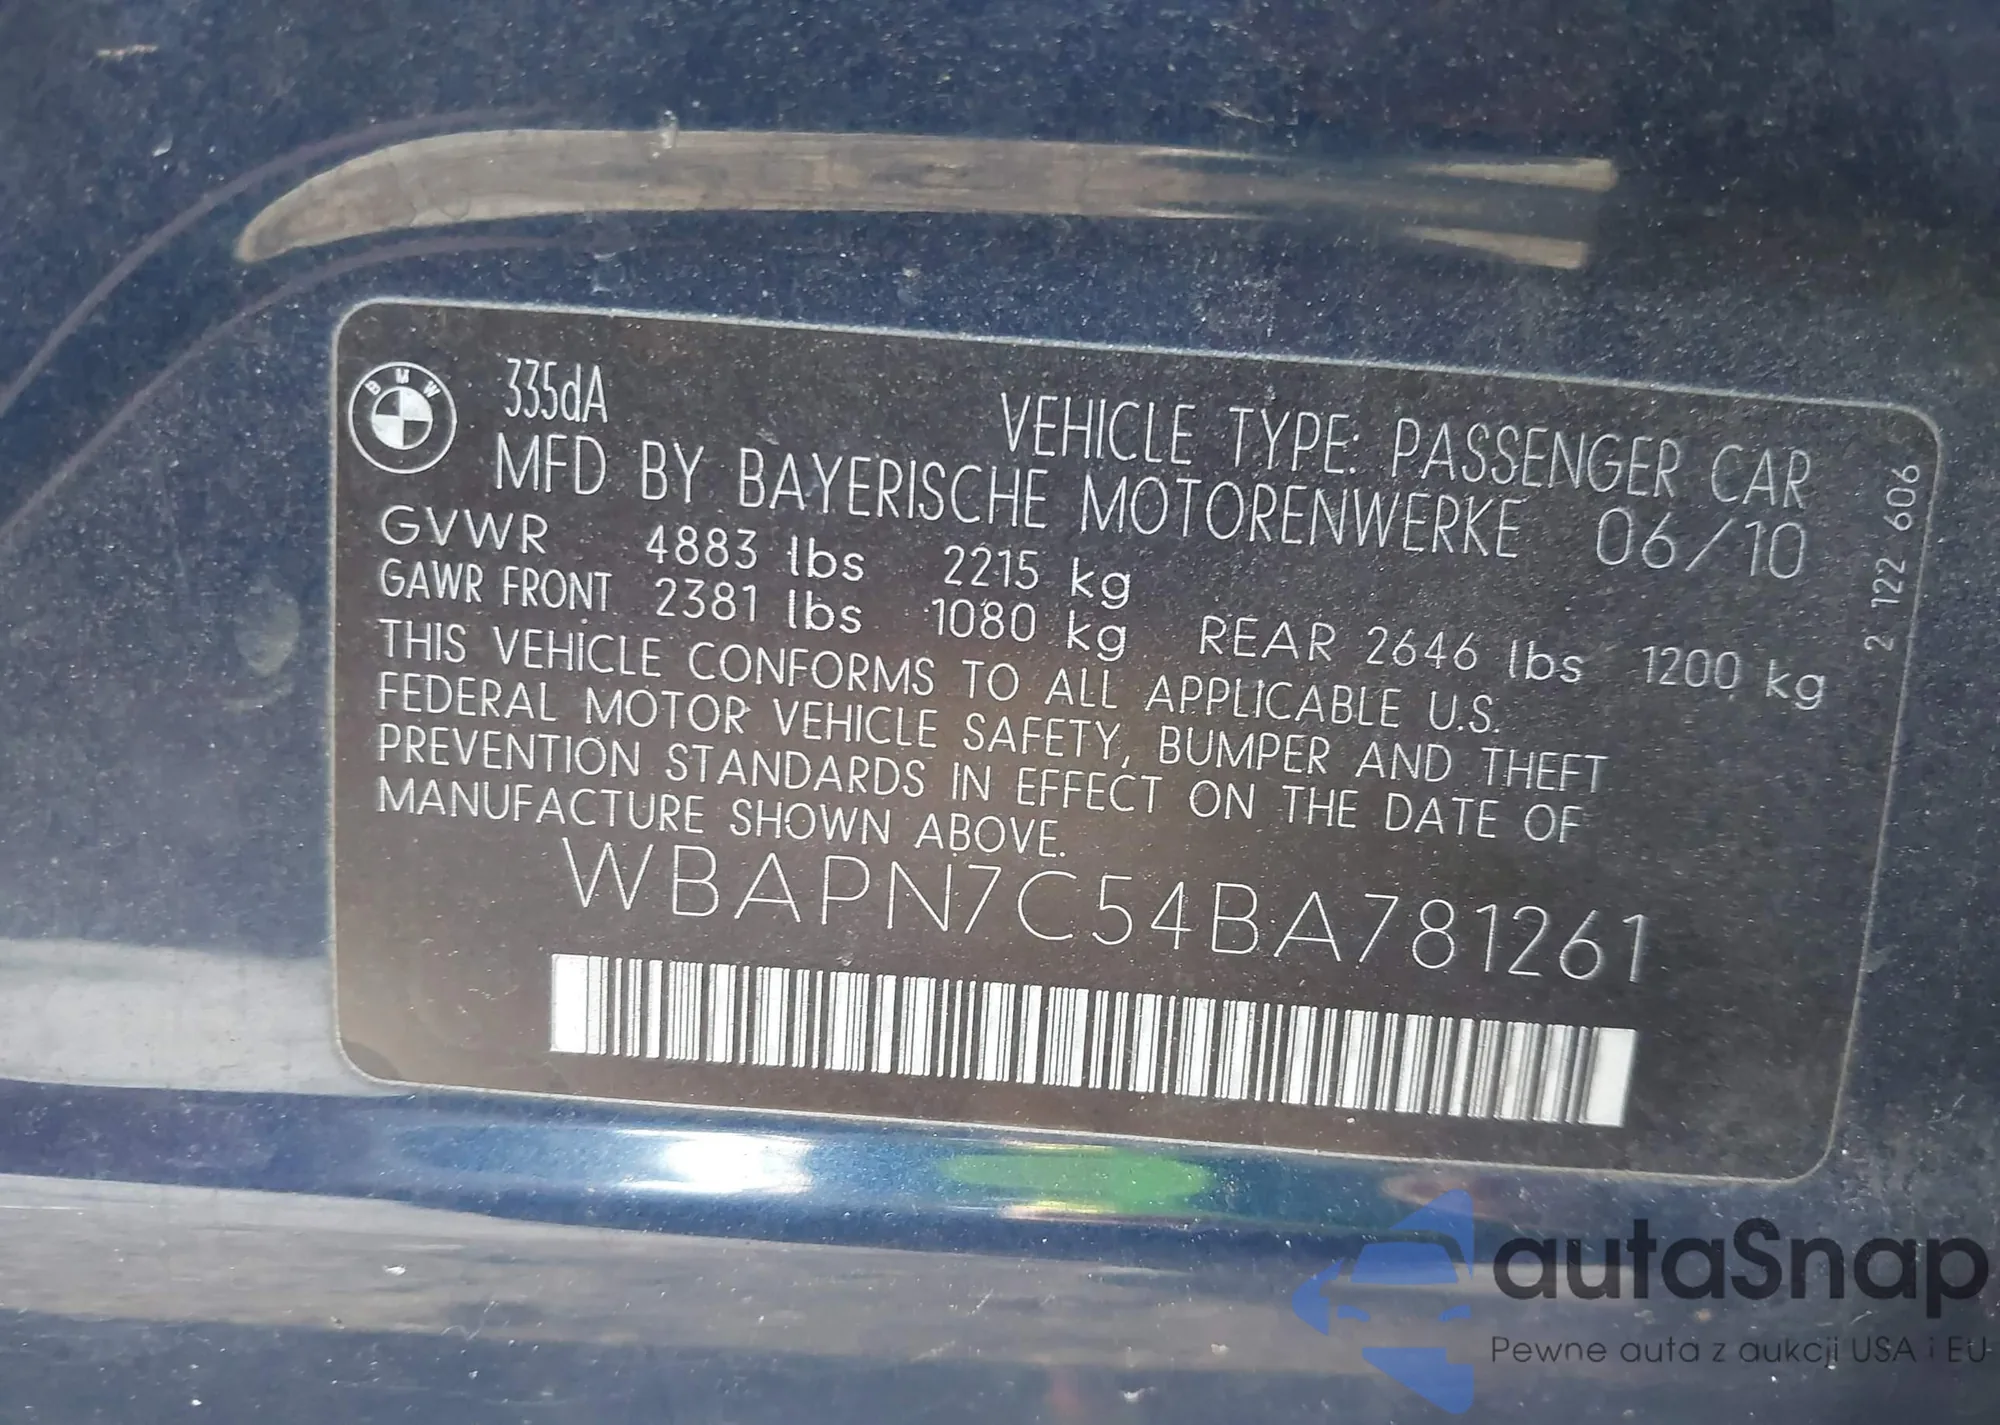 BMW
335dA
VEHICLE TYPE: PASSENGER CAR
MFD BY BAYERISCHE MOTORENWERKE 06/10
GVWR 4883 lbs 2215 kg
GAWR FRONT 2381 lbs 1080 kg REAR 2646 lbs 1200 kg
THIS VEHICLE CONFORMS TO ALL APPLICABLE U.S.
FEDERAL MOTOR VEHICLE SAFETY, BUMPER AND THEFT
PREVENTION STANDARDS IN EFFECT ON THE DATE OF
MANUFACTURE SHOWN ABOVE.
WBAPN7C54BA781261
2 122 606
autaSnap
Pewne auta z aukcji USA i EU